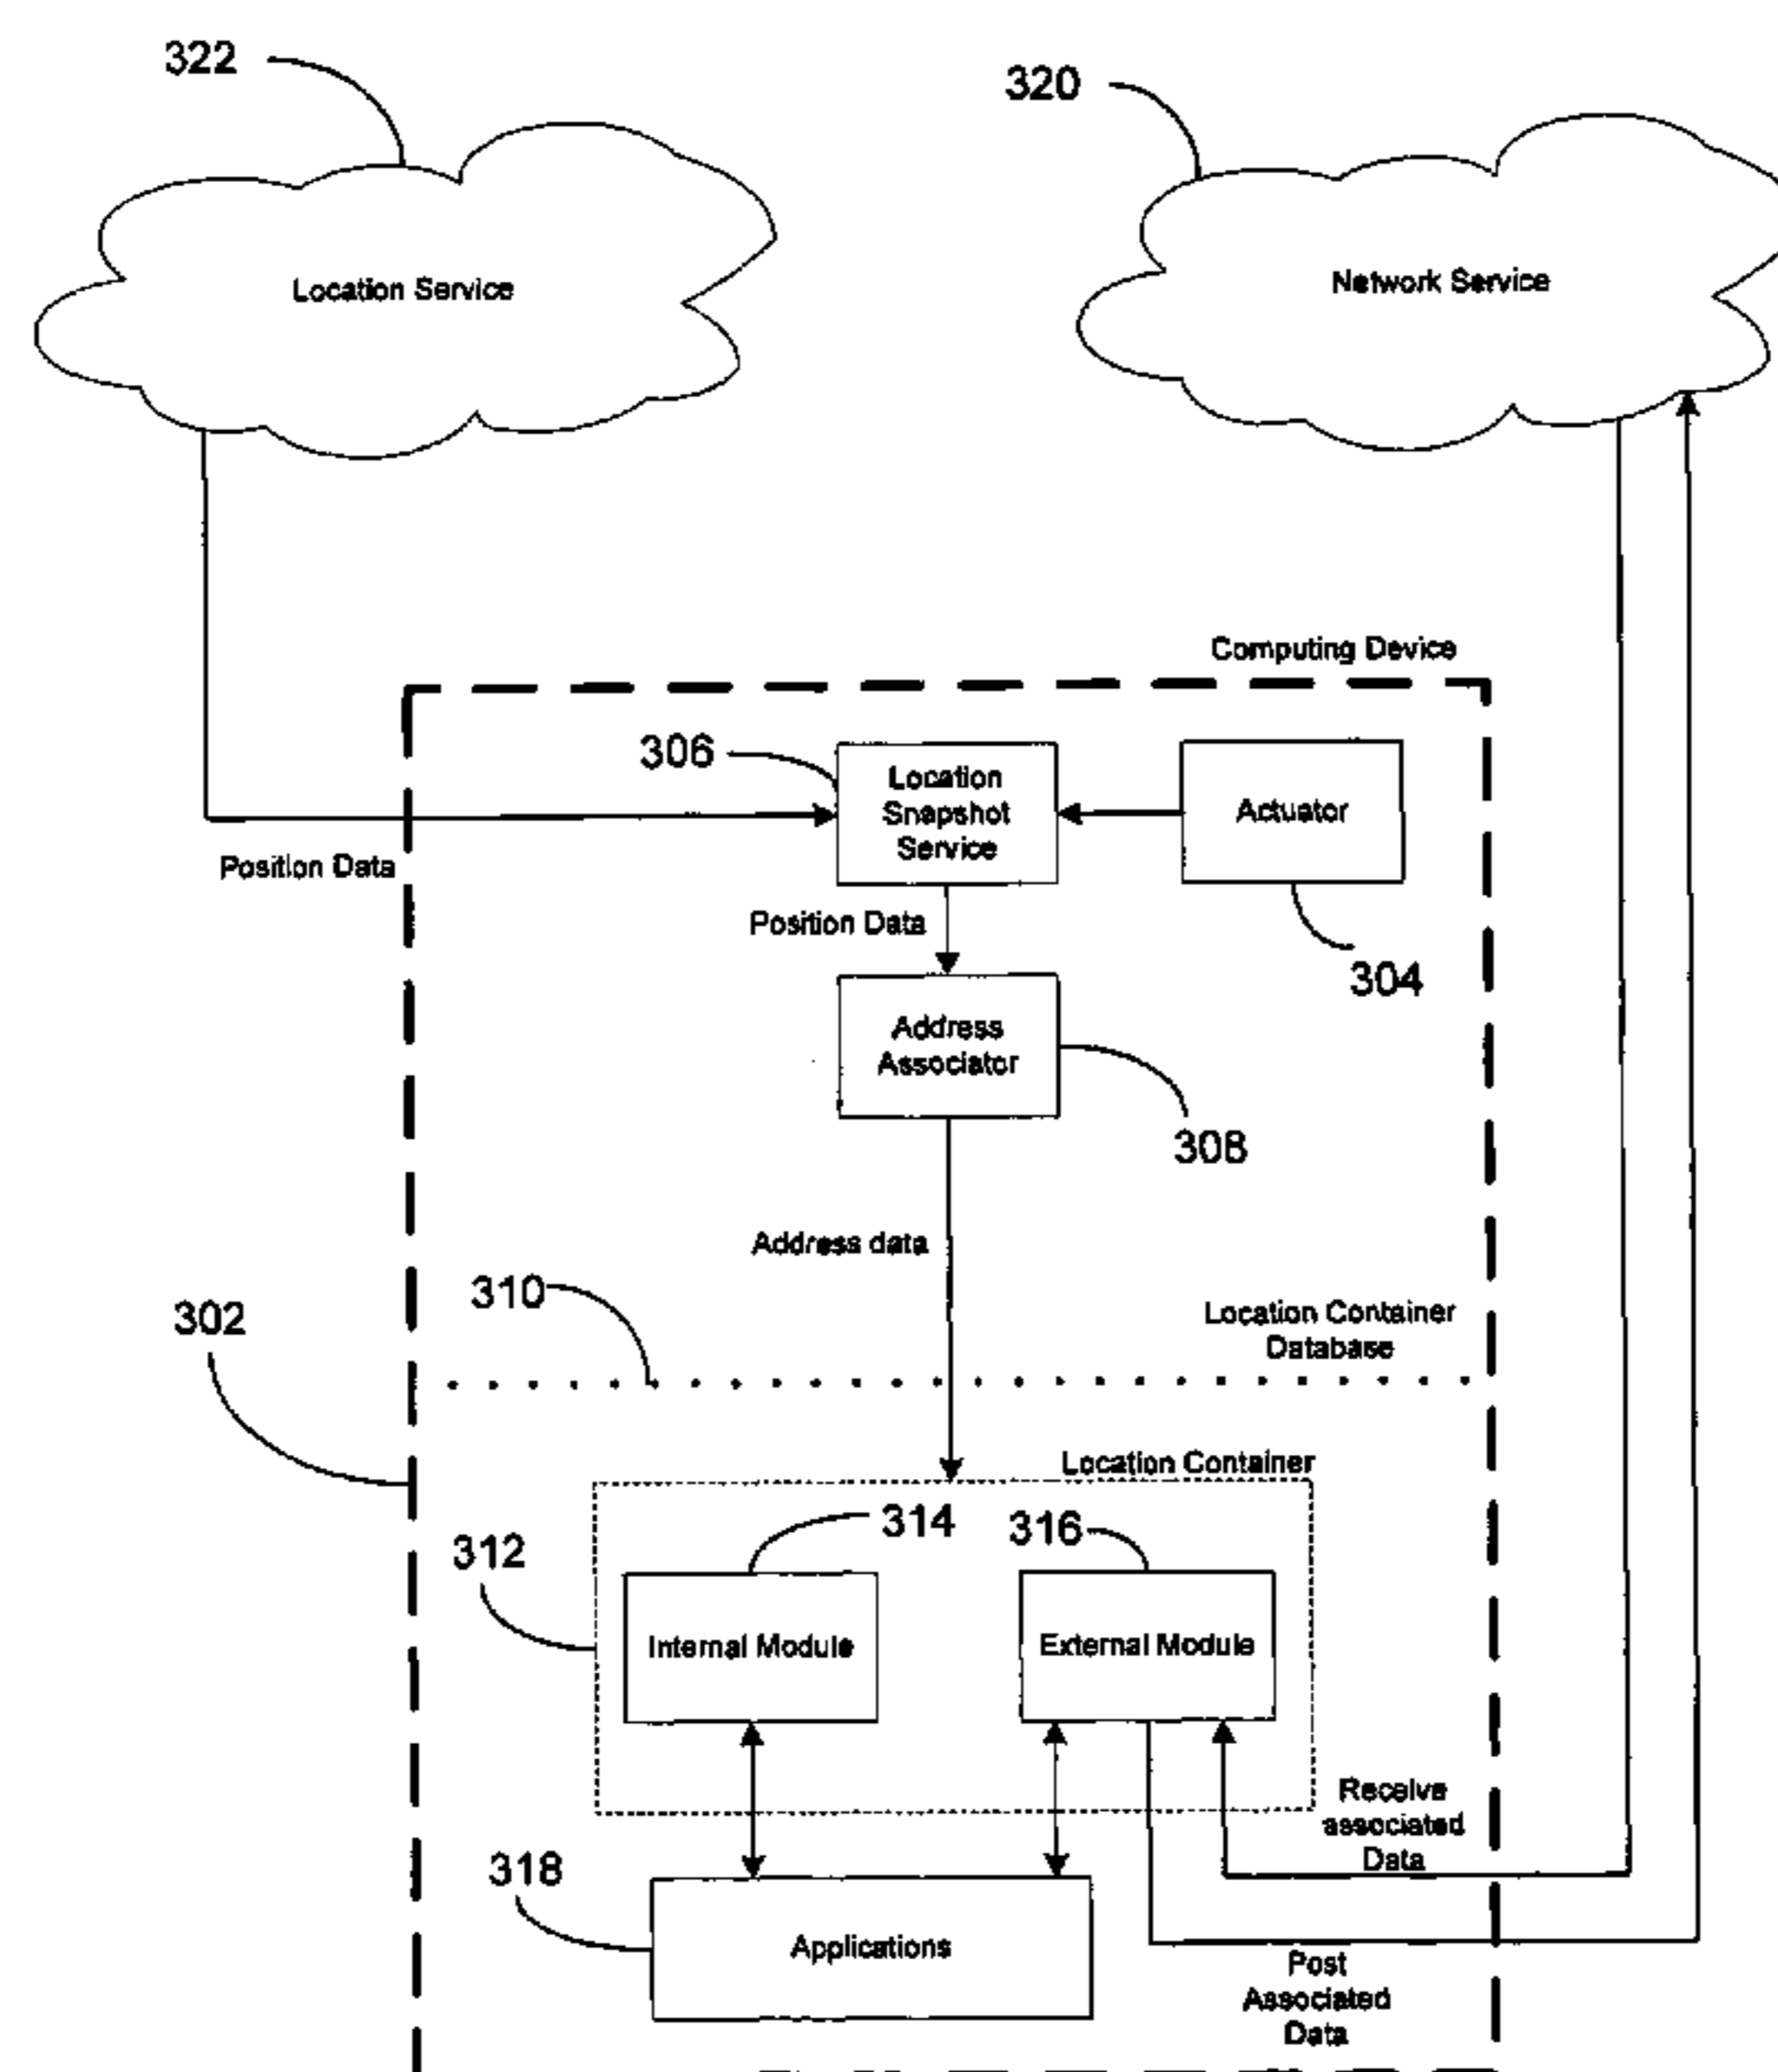 322
320
Location Service
Network Service
Computing Device
306
Location
Snapshot
Service
Actuator
Position Data
Position Data
304
Address
Associator
308
Address data
310
302
Location Container
Database
Location Container
314
316
312
Internal Module
External Module
Receive
associated
Data
318
Applications
Post
Associated
Data